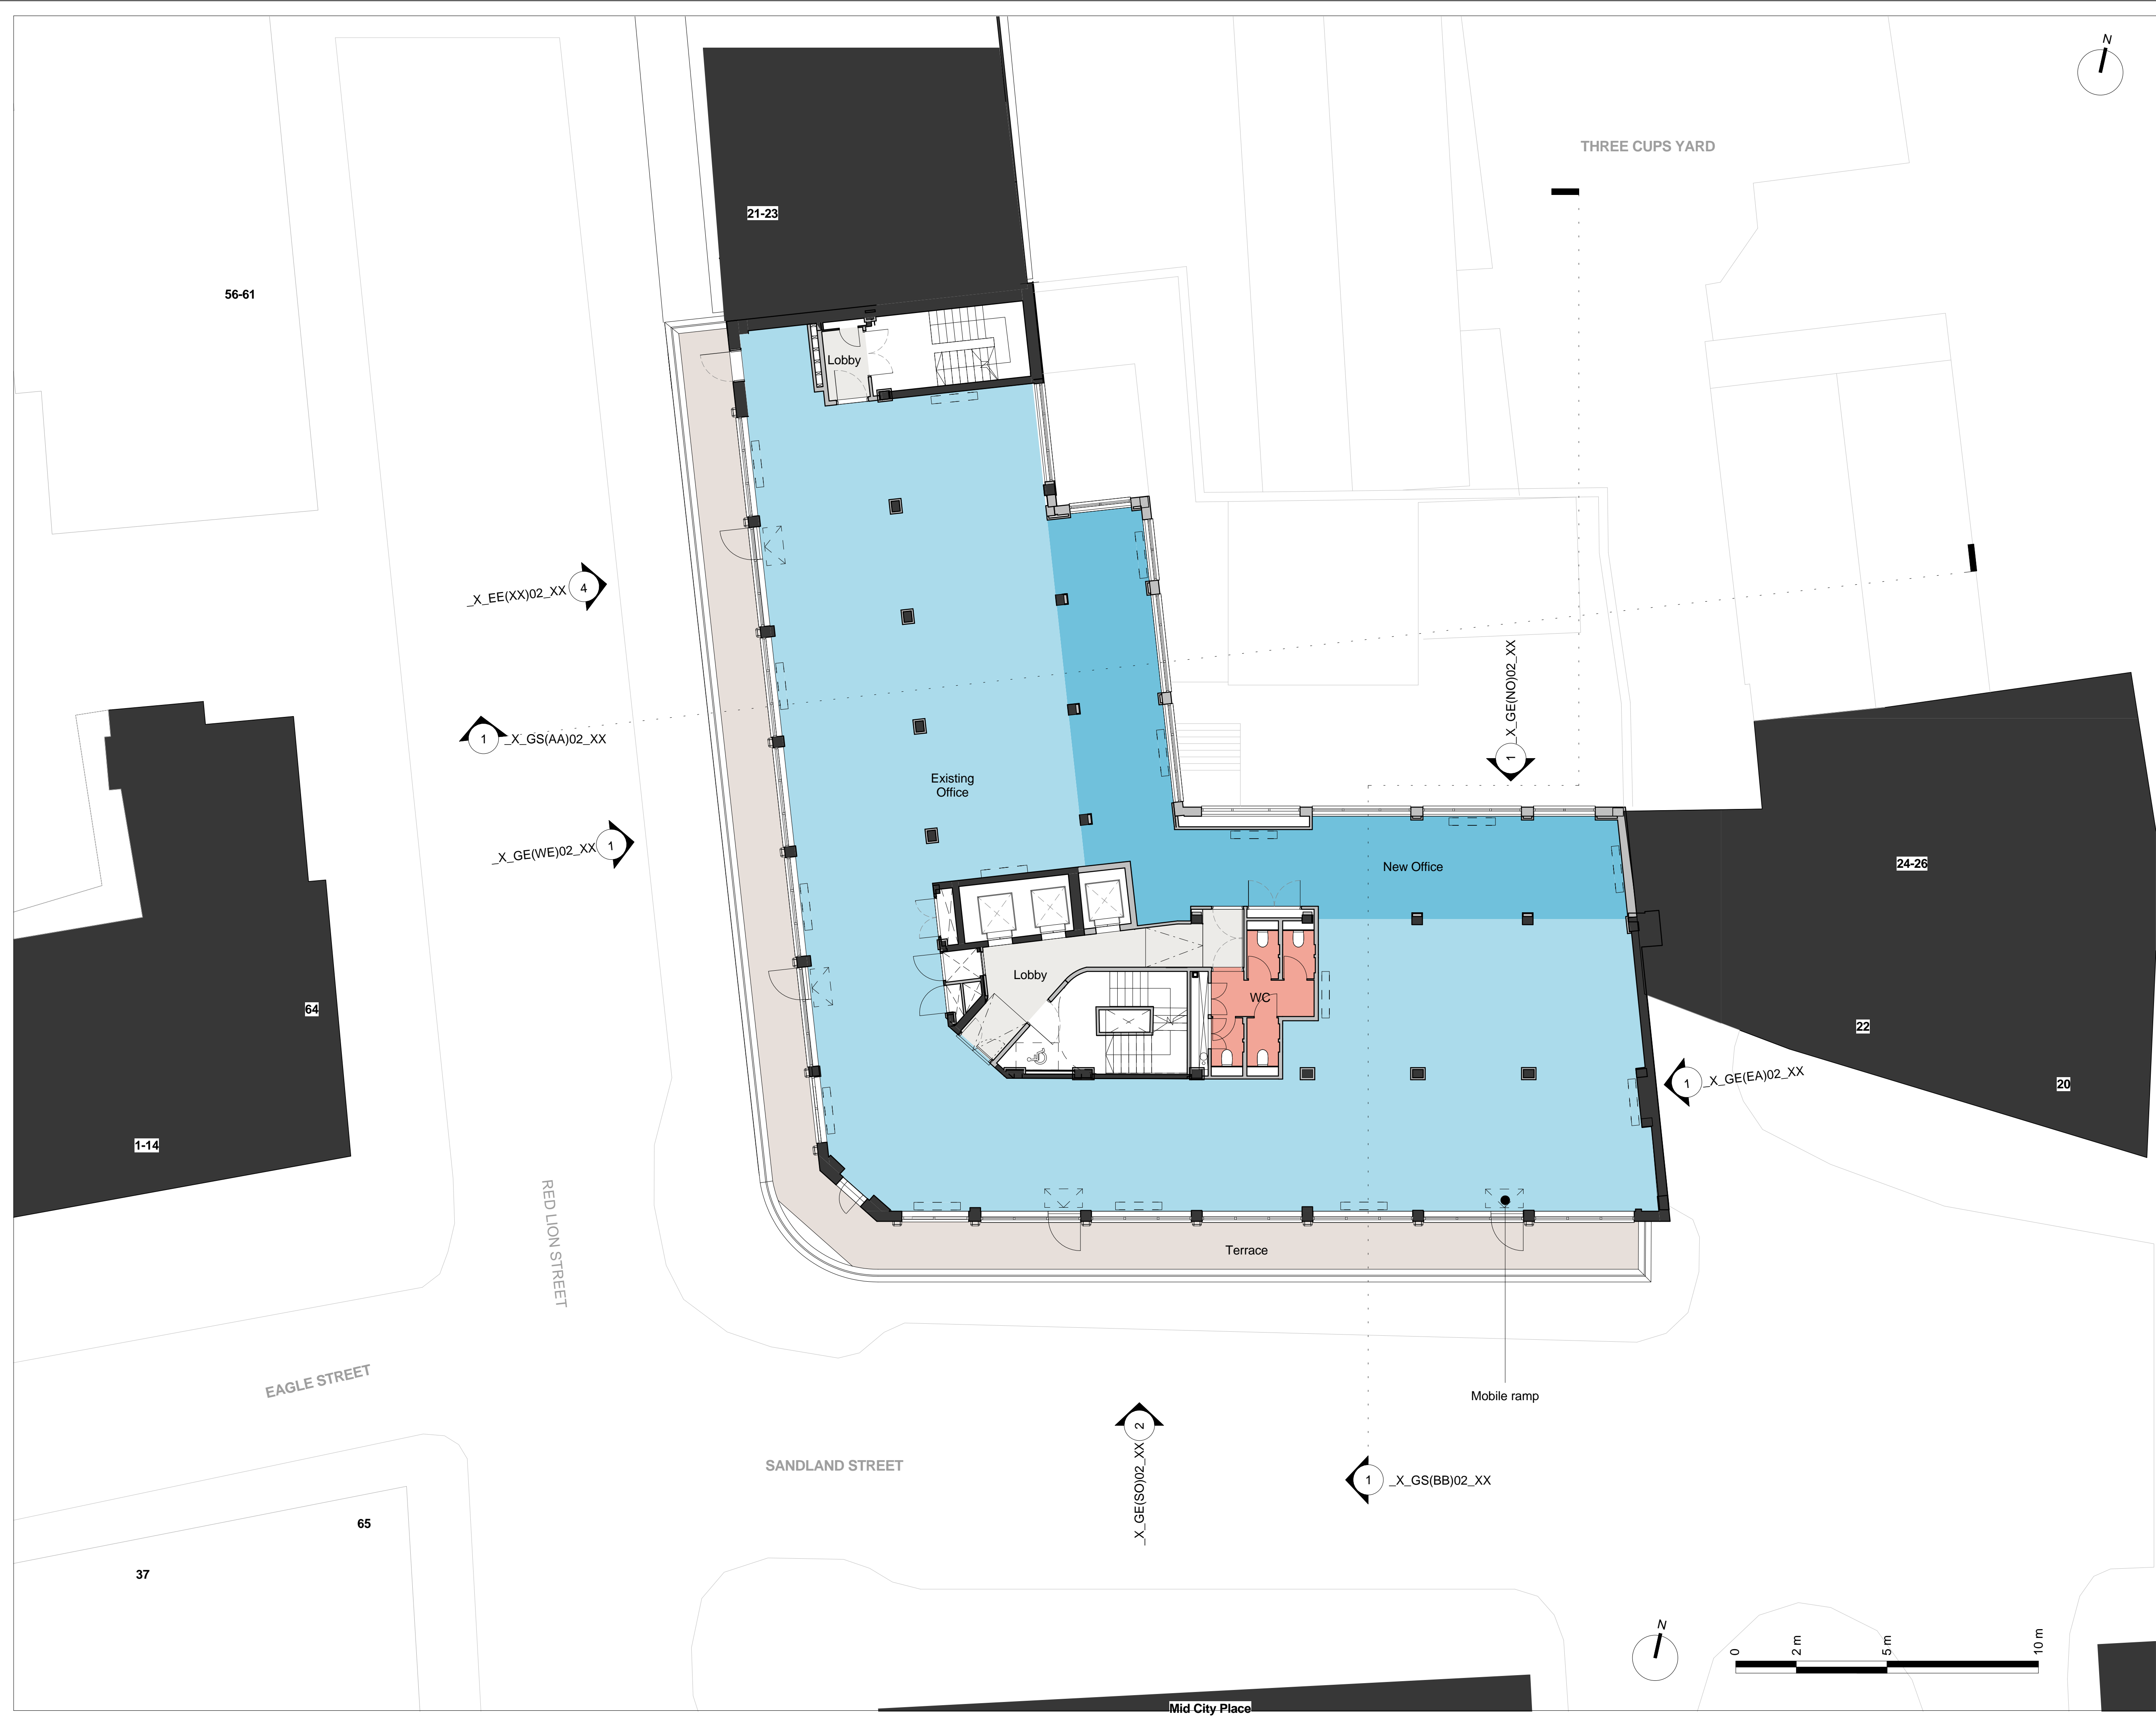 N
THREE CUPS YARD
21-23
56-61
Lobby
_X_EE(XX)02_XX
4
_X_GE(NO)02_XX
1
1
_X_GS(AA)02_XX
Existing
Office
_X_GE(WE)02_XX
1
New Office
24-26
Lobby
WC
64
22
1
_X_GE(EA)02_XX
20
1-14
RED LION STREET
Terrace
EAGLE STREET
Mobile ramp
2
_X_GE(SO)02_XX
SANDLAND STREET
1
_X_GS(BB)02_XX
65
37
N
0
2 m
5 m
10 m
Mid City Place